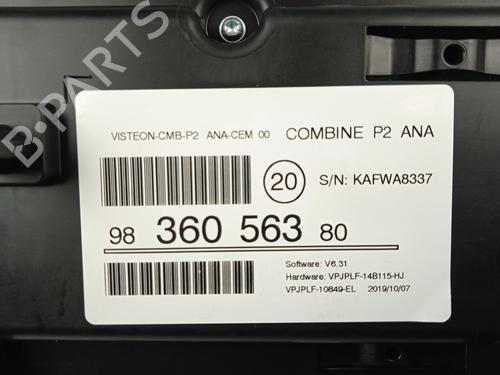 VISTEON-CMB-P2 ANA-CEM 00 COMBINE P2 ANA
20 S/N: KAFWA8337
98 360 563 80
Software: V6.31
Hardware: VPJPLF-14B115-HJ
VPJPLF-10849-EL 2019/10/07
B-PARTS